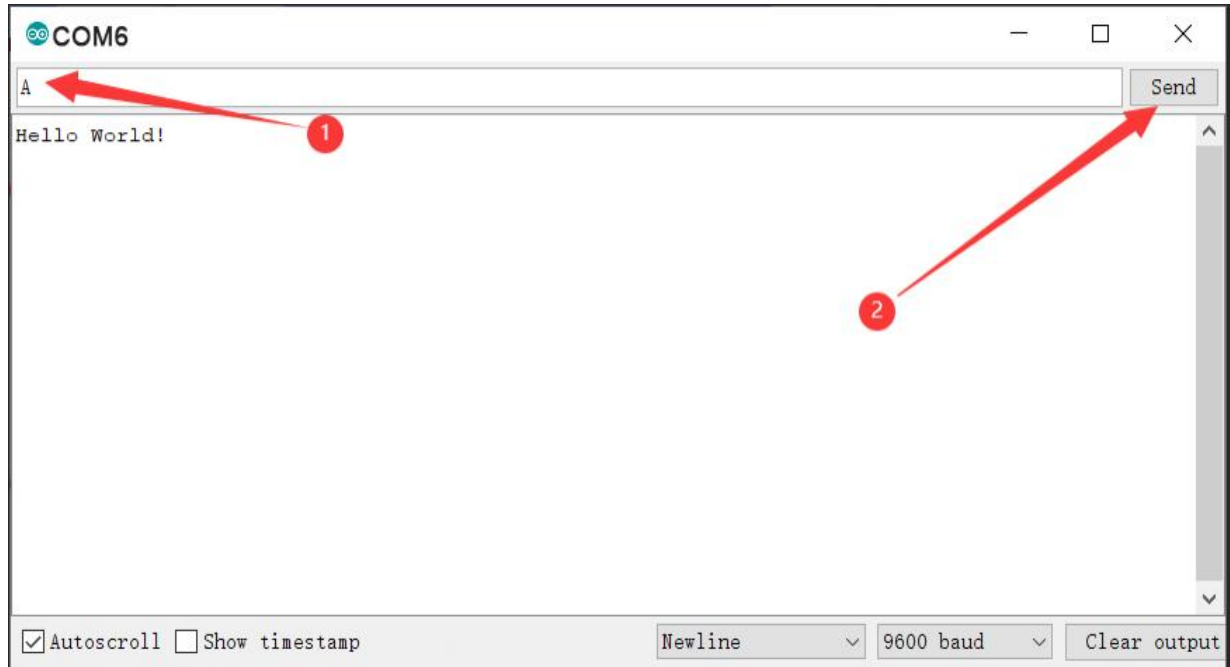 COM6
A
Send
Hello World!
1
2
Autoscroll Show timestamp Newline 9600 baud Clear output